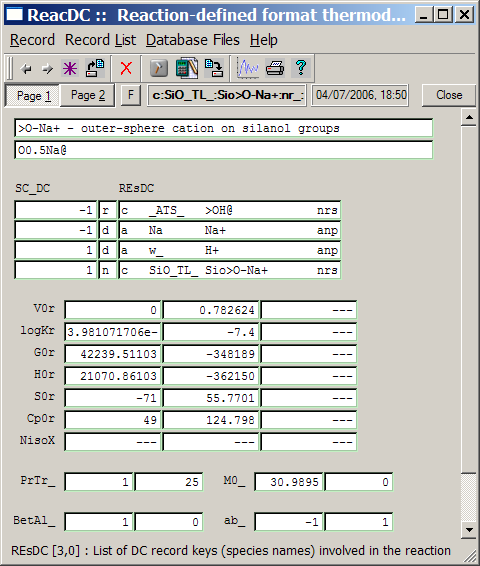 ReacDC :: Reaction-defined format thermod...
Record Record List Database Files Help
Page 1 Page 2 F c:SiO_TL_:Sio>O-Na+:nr_: 04/07/2006, 18:50 Close
>O-Na+ - outer-sphere cation on silanol groups
O0.5Na@
SC_DC REsDC
-1 r c _ATS_ >OH@ nrs
-1 d a Na Na+ anp
1 d a w_ H+ anp
1 n c SiO_TL_ Sio>O-Na+ nrs
V0r 0 0.782624 ---
logKr 3.981071706e- -7.4 ---
G0r 42239.51103 -348189 ---
H0r 21070.86103 -362150 ---
S0r -71 55.7701 ---
Cp0r 49 124.798 ---
NisoX --- --- ---
PrTr_ 1 25 M0_ 30.9895 0
BetAl_ 1 0 ab_ -1 1
REsDC [3,0] : List of DC record keys (species names) involved in the reaction